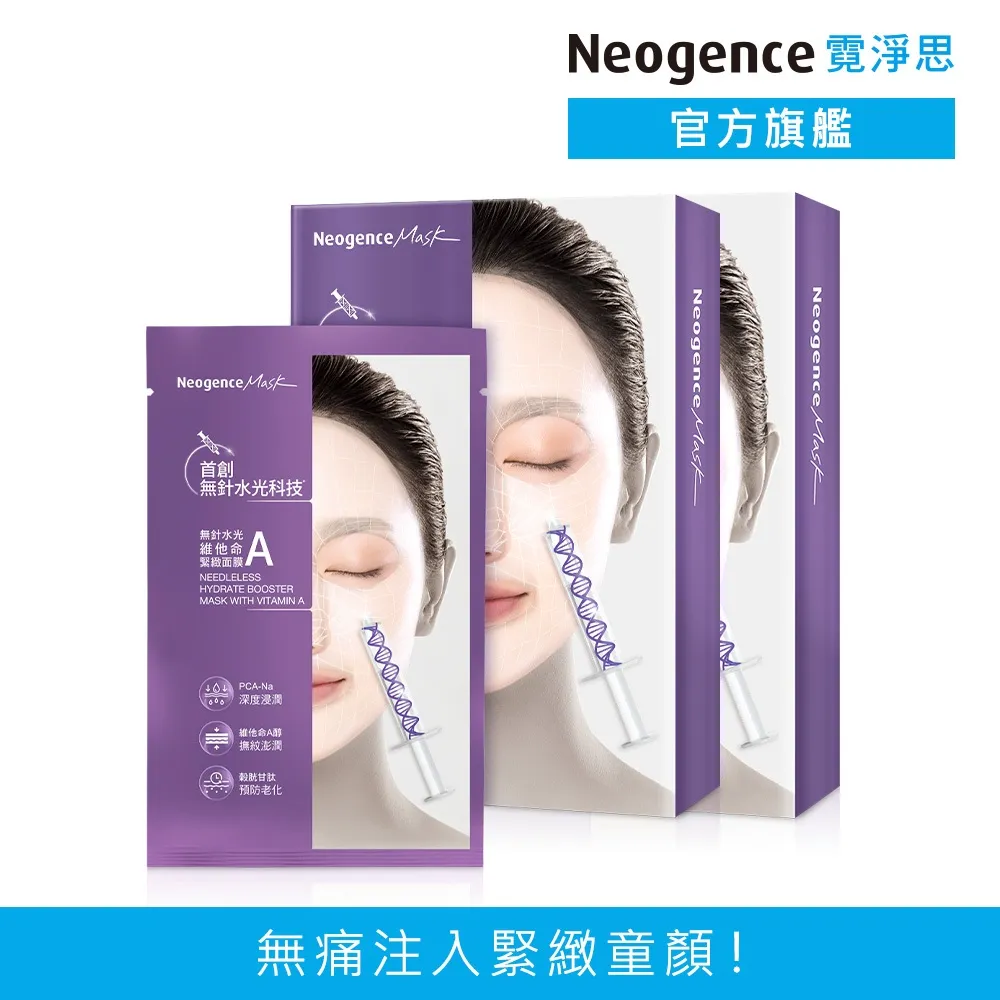 Neogence 霓淨思
官方旗艦
Neogence Mask
Neogence Mask
Neogence Mask
Neogence Mask
首創
無針水光科技
無針水光
維他命
緊緻面膜 A
NEEDLELESS
HYDRATE BOOSTER
MASK WITH VITAMIN A
PCA-Na
深度浸潤
維他命A醇
撫紋澎潤
穀胱甘肽
預防老化
無痛注入緊緻童顏!